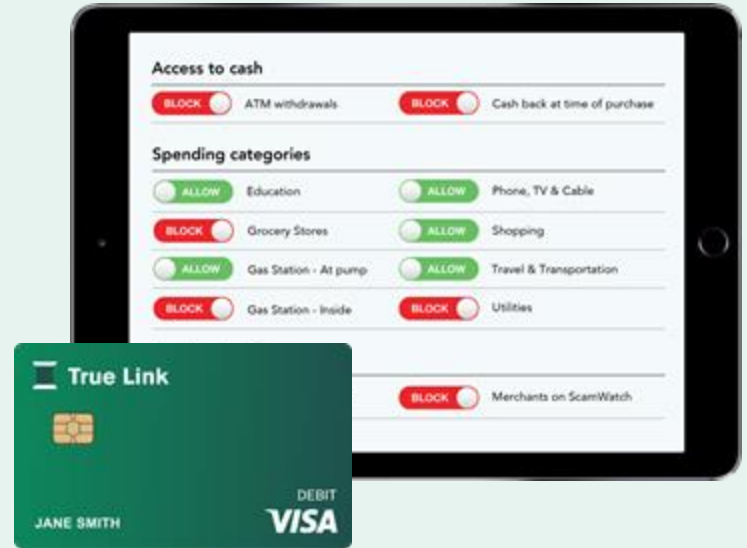 Access to cash
BLOCK ATM withdrawals BLOCK Cash back at time of purchase
Spending categories
ALLOW Education ALLOW Phone, TV & Cable
BLOCK Grocery Stores ALLOW Shopping
ALLOW Gas Station - At pump ALLOW Travel & Transportation
BLOCK Gas Station - Inside BLOCK Utilities
BLOCK Merchants on ScamWatch
True Link
DEBIT
JANE SMITH VISA